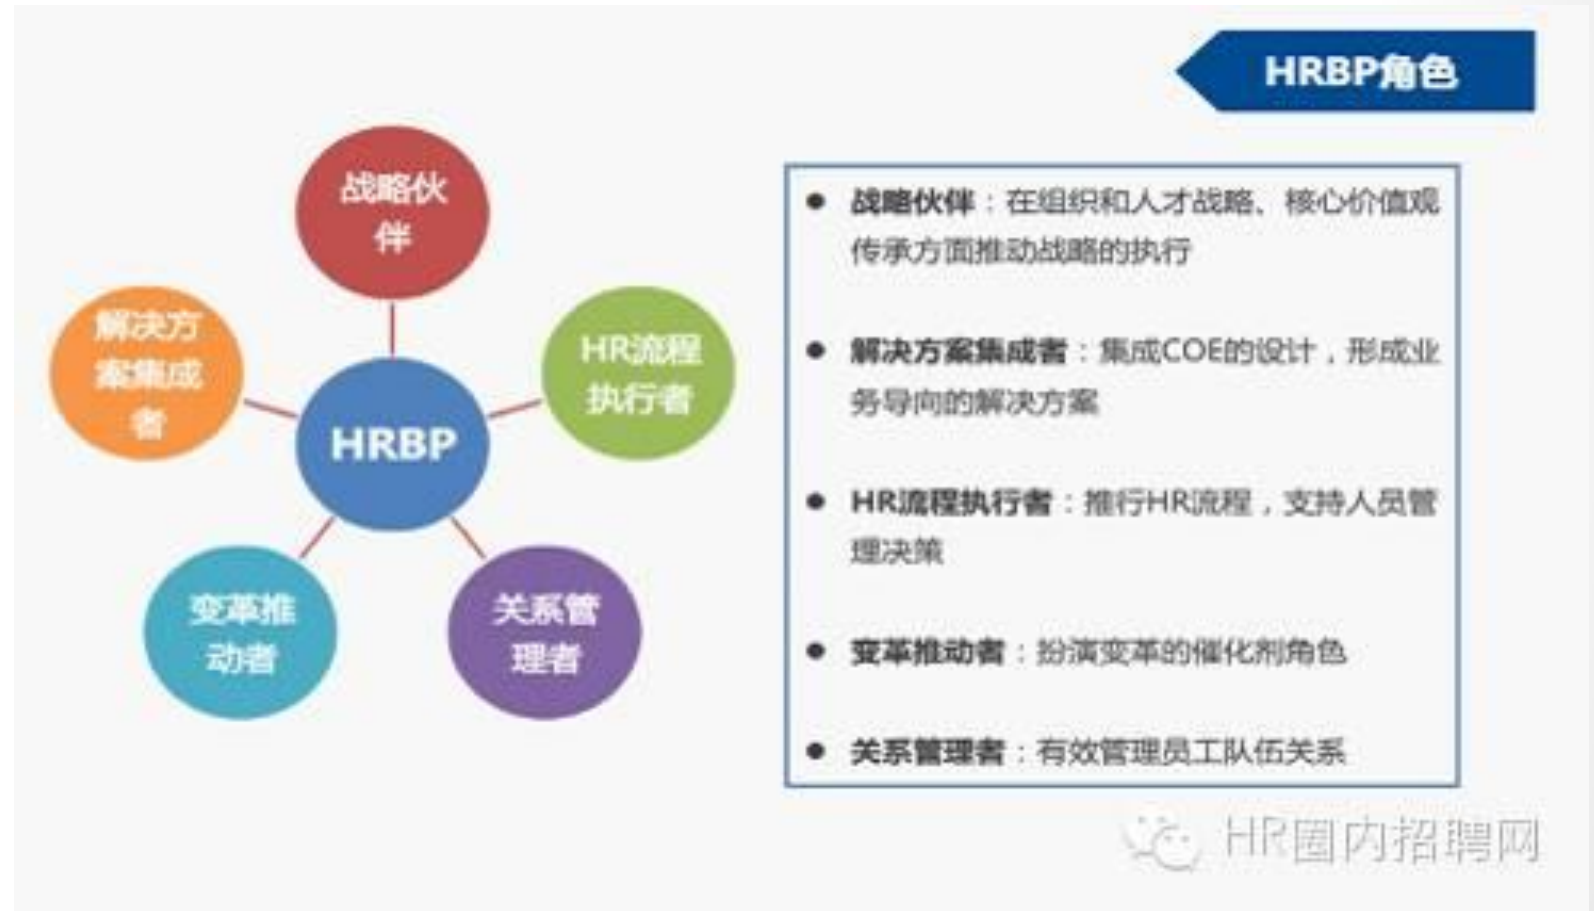 HRBP角色
战略伙
伴
解决方
案集成
者
HR流程
执行者
HRBP
变革推
动者
关系管
理者
● 战略伙伴：在组织和人才战略、核心价值观
传承方面推动战略的执行
● 解决方案集成者：集成COE的设计，形成业
务导向的解决方案
● HR流程执行者：推行HR流程，支持人员管
理决策
● 变革推动者：扮演变革的催化剂角色
● 关系管理者：有效管理员工队伍关系
HR圈内招聘网